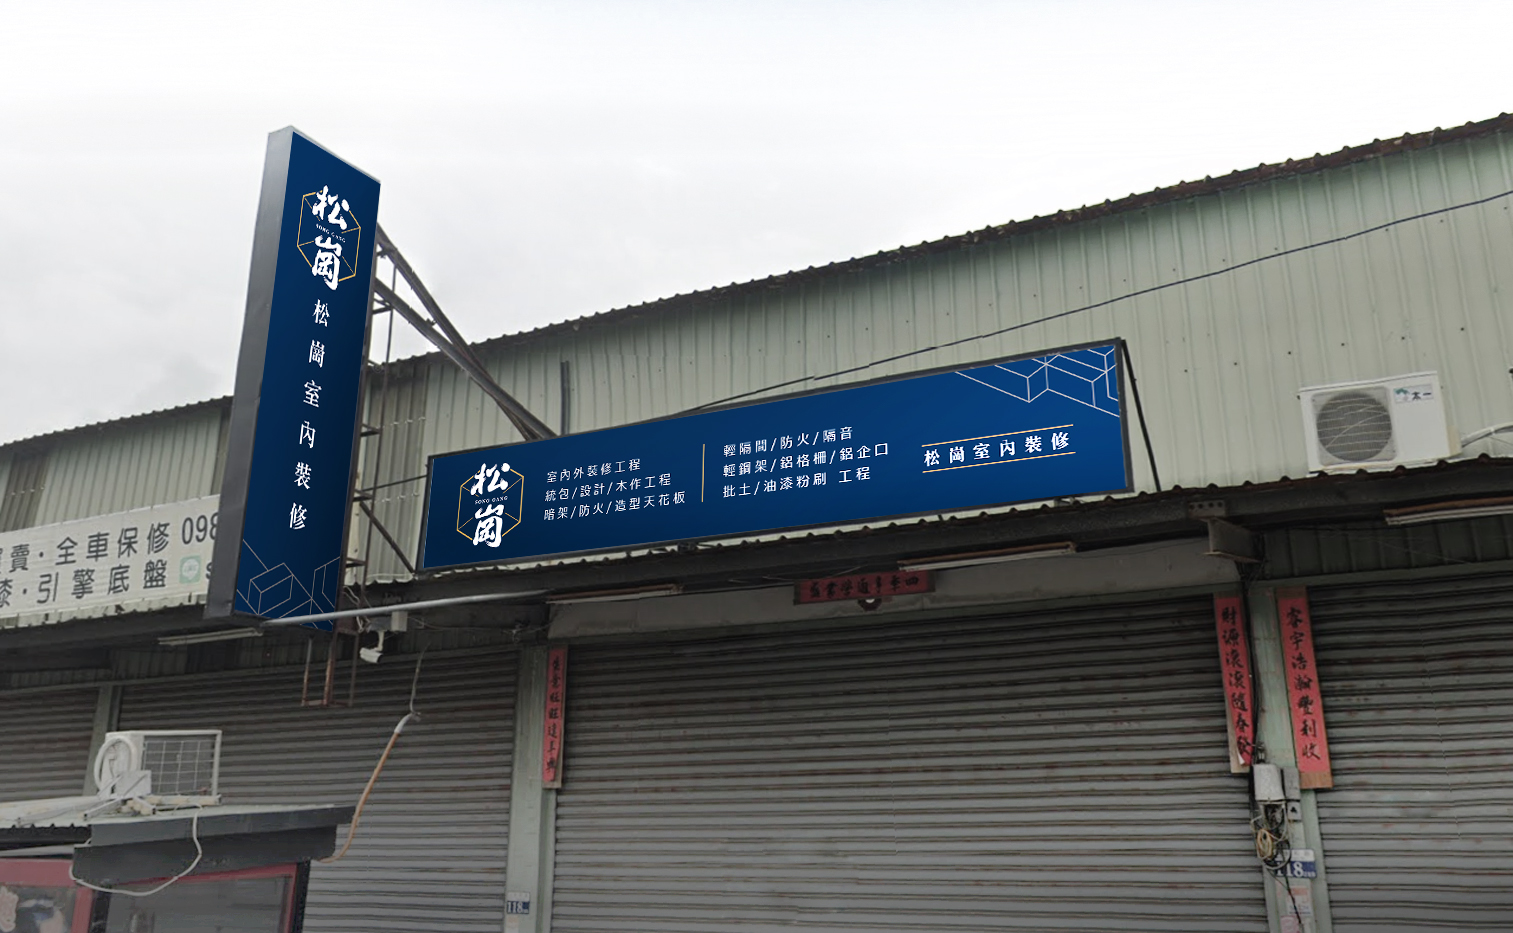 松崗
SONG GANG
松崗室內裝修
松崗
SONG GANG
室內外裝修工程
統包/設計/木作工程
暗架/防火/造型天花板
輕隔間/防火/隔音
輕鋼架/鋁格柵/鋁企口
批土/油漆粉刷 工程
松崗室內裝修
賣·全車保修 098
漆·引擎底盤
財源滾滾隨春
富宇浩瀚豐利收
118
118